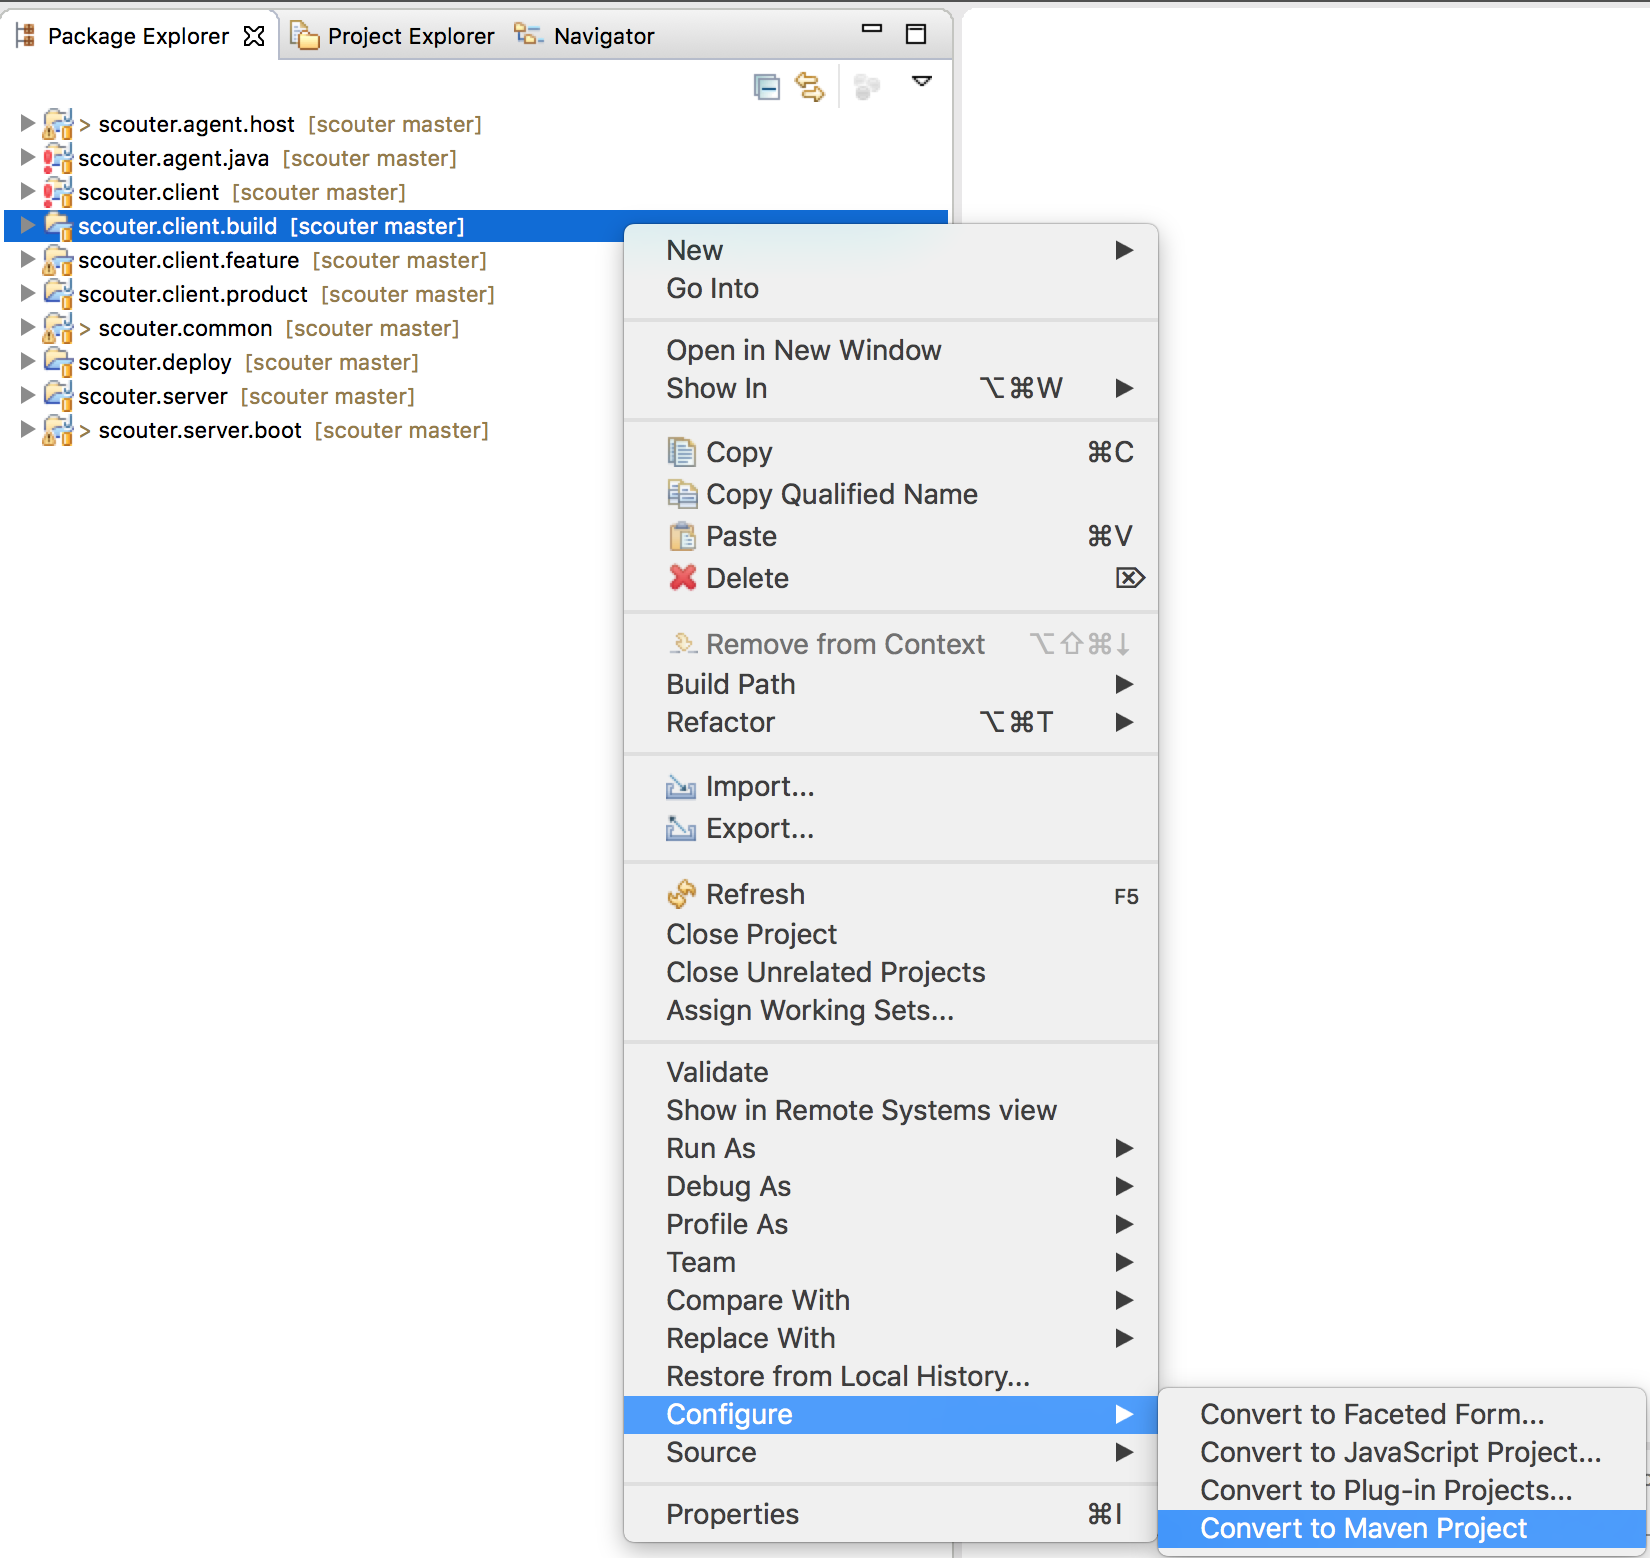 Package Explorer Project Explorer Navigator
> scouter.agent.host [scouter master]
scouter.agent.java [scouter master]
scouter.client [scouter master]
scouter.client.build [scouter master]
scouter.client.feature [scouter master]
scouter.client.product [scouter master]
> scouter.common [scouter master]
scouter.deploy [scouter master]
scouter.server [scouter master]
> scouter.server.boot [scouter master]
New
Go Into
Open in New Window
Show In ⌥⌘W
Copy ⌘C
Copy Qualified Name
Paste ⌘V
Delete ⌦
Remove from Context ⌥⇧⌘↓
Build Path
Refactor ⌥⌘T
Import...
Export...
Refresh F5
Close Project
Close Unrelated Projects
Assign Working Sets...
Validate
Show in Remote Systems view
Run As
Debug As
Profile As
Team
Compare With
Replace With
Restore from Local History...
Configure
Source
Properties ⌘I
Convert to Faceted Form...
Convert to JavaScript Project...
Convert to Plug-in Projects...
Convert to Maven Project